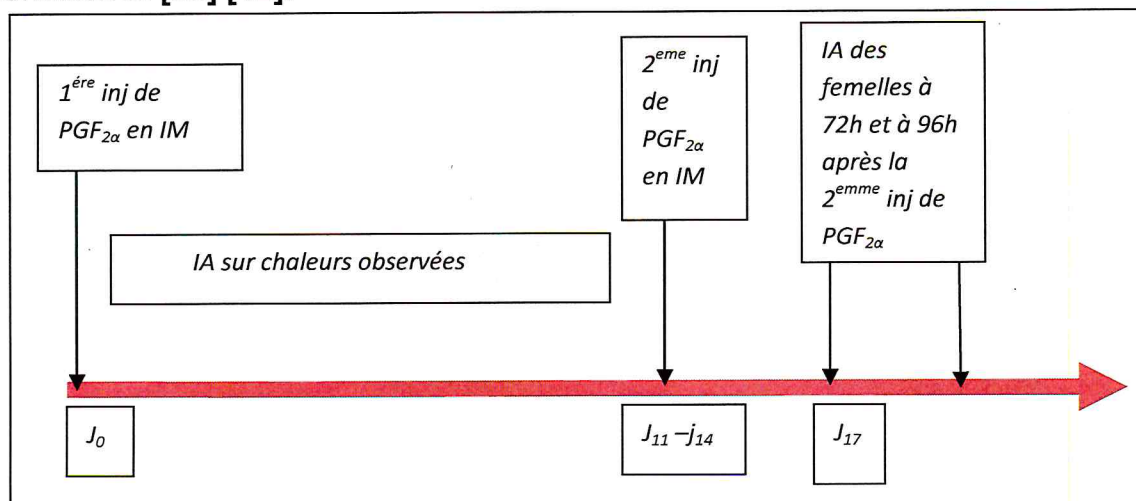 1ére inj de
PGF2α en IM
2eme inj
de
PGF2α
en IM
IA des
femelles à
72h et à 96h
après la
2emme inj de
PGF2α
IA sur chaleurs observées
J0
J11 –j14
J17